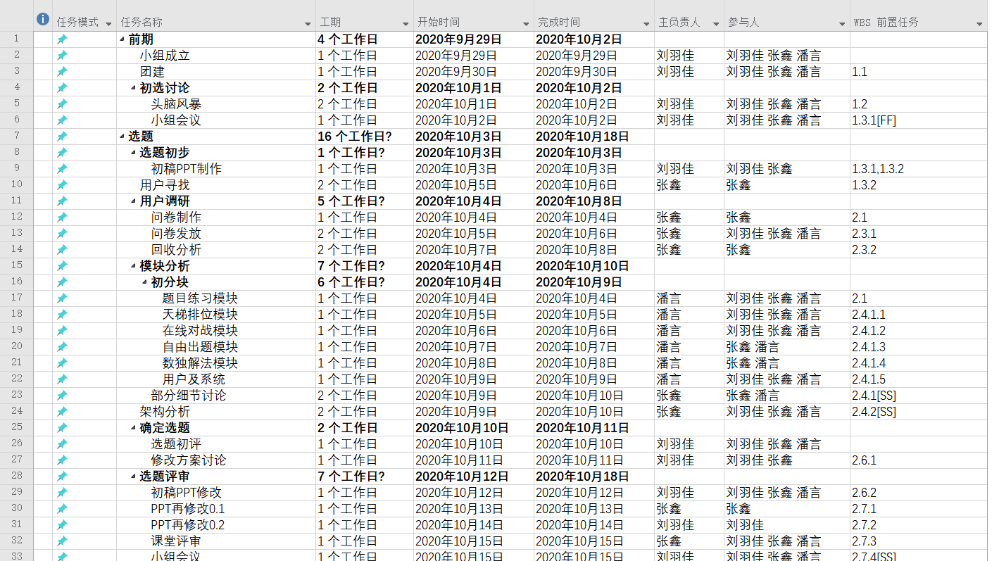 任务模式 任务名称 工期 开始时间 完成时间 主负责人 参与人 WBS 前置任务
1 前期 4 个工作日 2020年9月29日 2020年10月2日
2 小组成立 1 个工作日 2020年9月29日 2020年9月29日 刘羽佳 刘羽佳 张鑫 潘言
3 团建 1 个工作日 2020年9月30日 2020年9月30日 刘羽佳 刘羽佳 张鑫 潘言 1.1
4 初选讨论 2 个工作日 2020年10月1日 2020年10月2日
5 头脑风暴 2 个工作日 2020年10月1日 2020年10月2日 刘羽佳 刘羽佳 张鑫 潘言 1.2
6 小组会议 1 个工作日 2020年10月2日 2020年10月2日 刘羽佳 刘羽佳 张鑫 潘言 1.3.1[FF]
7 选题 16 个工作日? 2020年10月3日 2020年10月18日
8 选题初步 1 个工作日? 2020年10月3日 2020年10月3日
9 初稿PPT制作 1 个工作日 2020年10月3日 2020年10月3日 刘羽佳 刘羽佳 张鑫 1.3.1,1.3.2
10 用户寻找 2 个工作日 2020年10月5日 2020年10月6日 张鑫 张鑫 1.3.2
11 用户调研 5 个工作日? 2020年10月4日 2020年10月8日
12 问卷制作 1 个工作日 2020年10月4日 2020年10月4日 张鑫 张鑫 2.1
13 问卷发放 2 个工作日 2020年10月5日 2020年10月6日 张鑫 刘羽佳 张鑫 潘言 2.3.1
14 回收分析 2 个工作日 2020年10月7日 2020年10月8日 张鑫 张鑫 2.3.2
15 模块分析 7 个工作日? 2020年10月4日 2020年10月10日
16 初分块 6 个工作日? 2020年10月4日 2020年10月9日
17 题目练习模块 1 个工作日 2020年10月4日 2020年10月4日 潘言 刘羽佳 张鑫 潘言 2.1
18 天梯排位模块 1 个工作日 2020年10月5日 2020年10月5日 潘言 刘羽佳 张鑫 潘言 2.4.1.1
19 在线对战模块 1 个工作日 2020年10月6日 2020年10月6日 潘言 刘羽佳 张鑫 潘言 2.4.1.2
20 自由出题模块 1 个工作日 2020年10月7日 2020年10月7日 潘言 张鑫 潘言 2.4.1.3
21 数独解法模块 1 个工作日 2020年10月8日 2020年10月8日 潘言 张鑫 潘言 2.4.1.4
22 用户及系统 1 个工作日 2020年10月9日 2020年10月9日 潘言 刘羽佳 张鑫 潘言 2.4.1.5
23 部分细节讨论 2 个工作日 2020年10月9日 2020年10月10日 张鑫 张鑫 潘言 2.4.1[SS]
24 架构分析 2 个工作日 2020年10月9日 2020年10月10日 张鑫 刘羽佳 张鑫 潘言 2.4.2[SS]
25 确定选题 2 个工作日 2020年10月10日 2020年10月11日
26 选题初评 1 个工作日 2020年10月10日 2020年10月10日 刘羽佳 刘羽佳 张鑫 潘言
27 修改方案讨论 1 个工作日 2020年10月11日 2020年10月11日 刘羽佳 刘羽佳 张鑫 2.6.1
28 选题评审 7 个工作日? 2020年10月12日 2020年10月18日
29 初稿PPT修改 1 个工作日 2020年10月12日 2020年10月12日 刘羽佳 刘羽佳 张鑫 潘言 2.6.2
30 PPT再修改0.1 1 个工作日 2020年10月13日 2020年10月13日 张鑫 张鑫 2.7.1
31 PPT再修改0.2 1 个工作日 2020年10月14日 2020年10月14日 刘羽佳 刘羽佳 2.7.2
32 课堂评审 1 个工作日 2020年10月15日 2020年10月15日 张鑫 刘羽佳 张鑫 潘言 2.7.3
33 小组会议 1 个工作日 2020年10月15日 2020年10月15日 刘羽佳 刘羽佳 张鑫 潘言 2.7.4[SS]